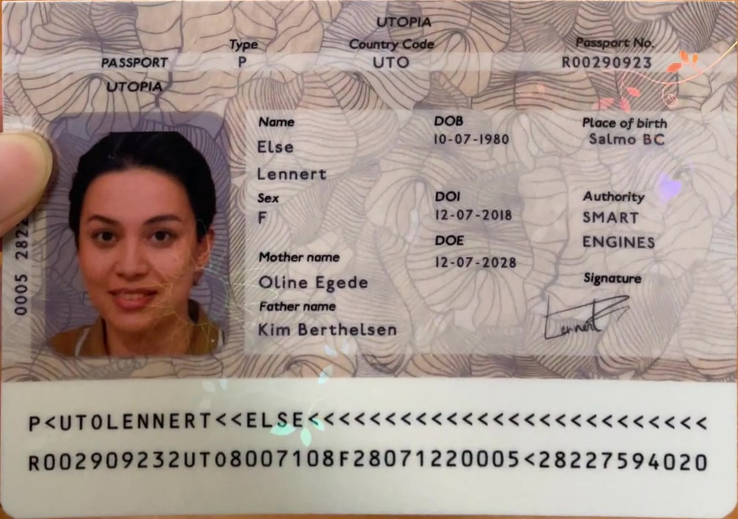 UTOPIA
Type Country Code Passport No.
PASSPORT P UTO R00290923
UTOPIA
Name DOB Place of birth
Else 10-07-1980 Salmo BC
Lennert
Sex DOI Authority
F 12-07-2018 SMART
DOE ENGINES
Mother name 12-07-2028
Oline Egede Signature
Father name
Kim Berthelsen Lennert
0005 2822
P<UTOLENNERT<<ELSE<<<<<<<<<<<<<<<<<<<<<<<<<<
R002909232UTO8007108F28071220005<28227594020